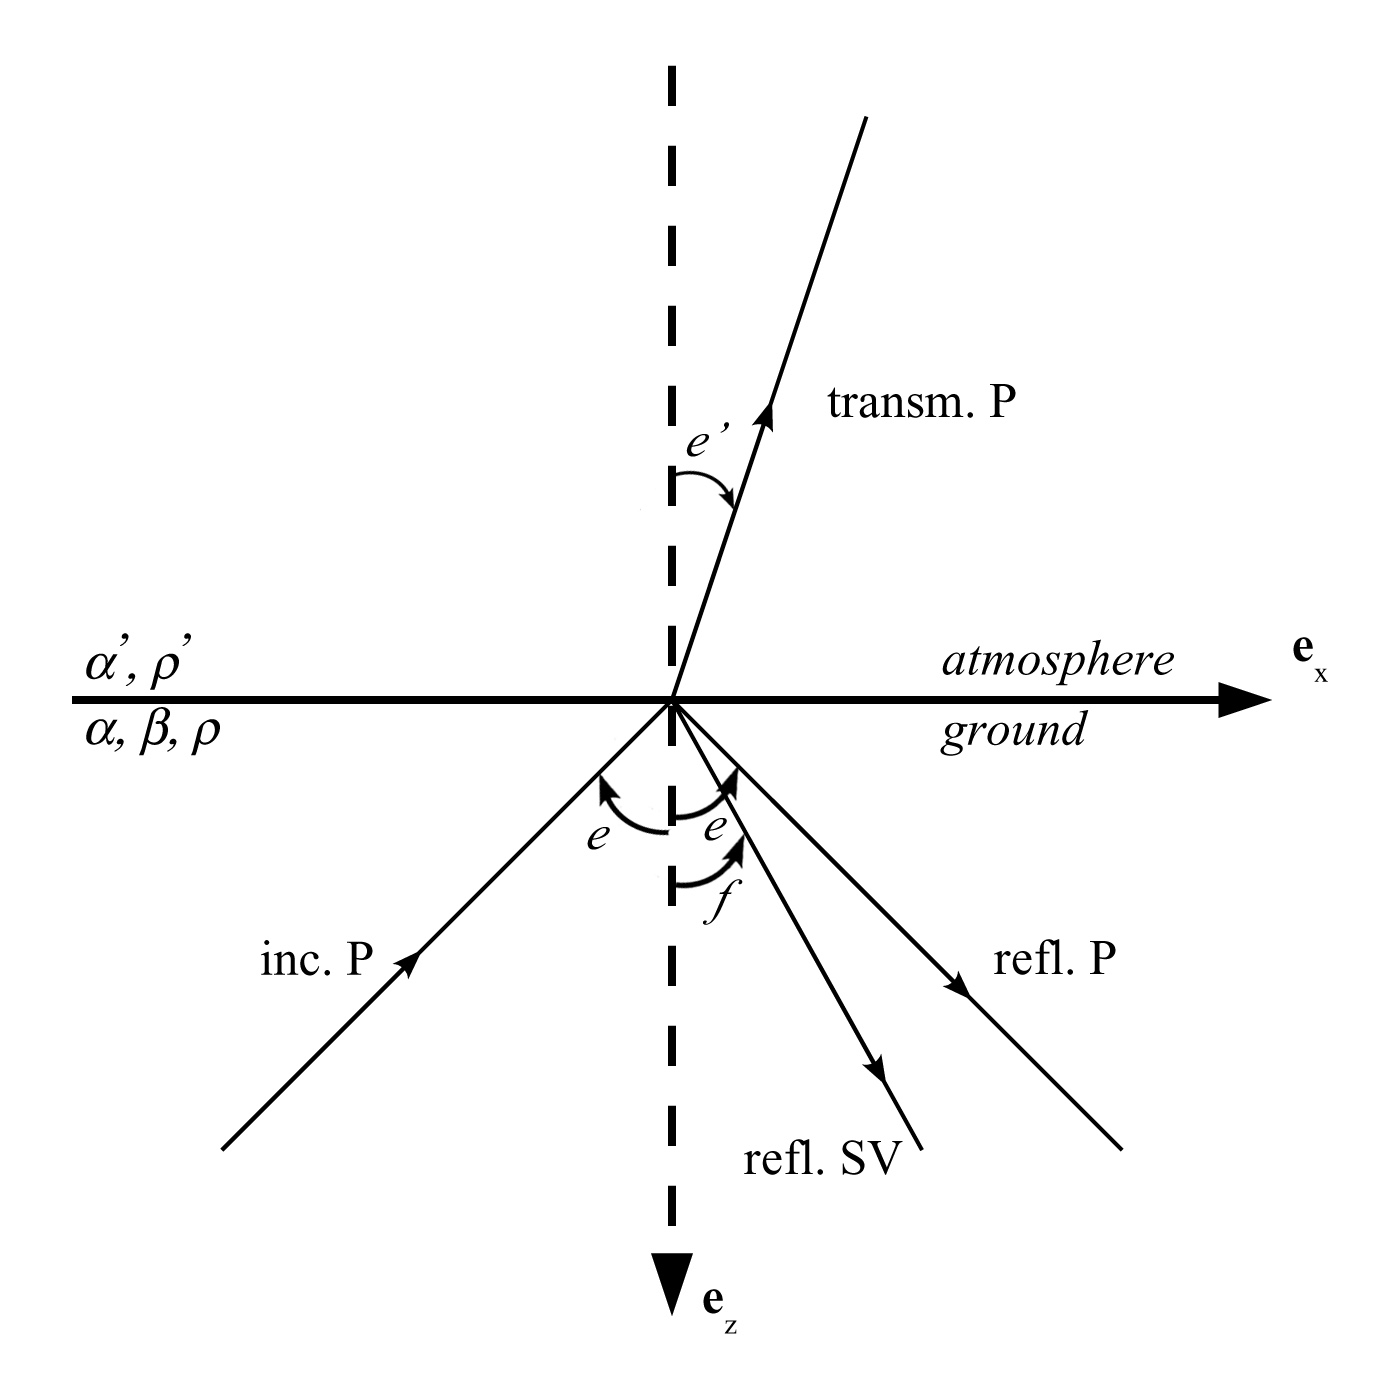 transm. P
e’
α’, ρ’
atmosphere
e_x
α, β, ρ
ground
e
e
f
inc. P
refl. P
refl. SV
e_z